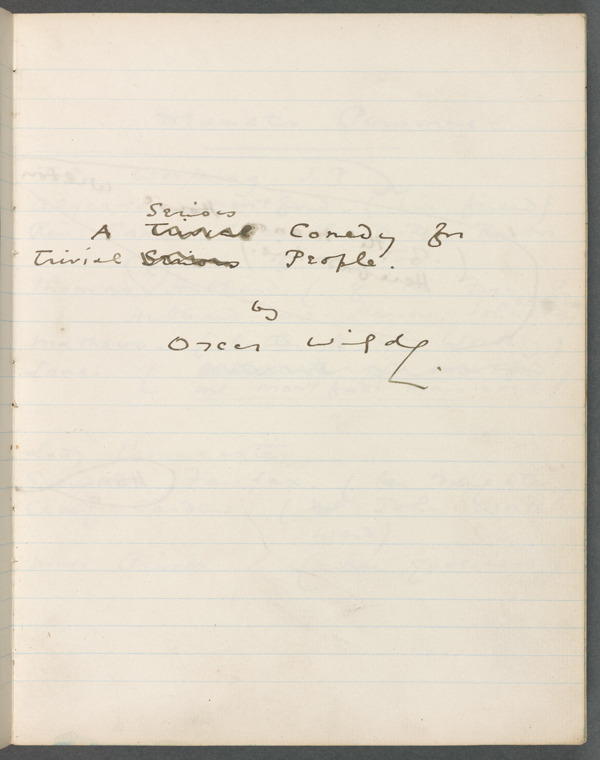 Serious
A Trivial Comedy for
Trivial Serious People.
by
Oscar Wilde.